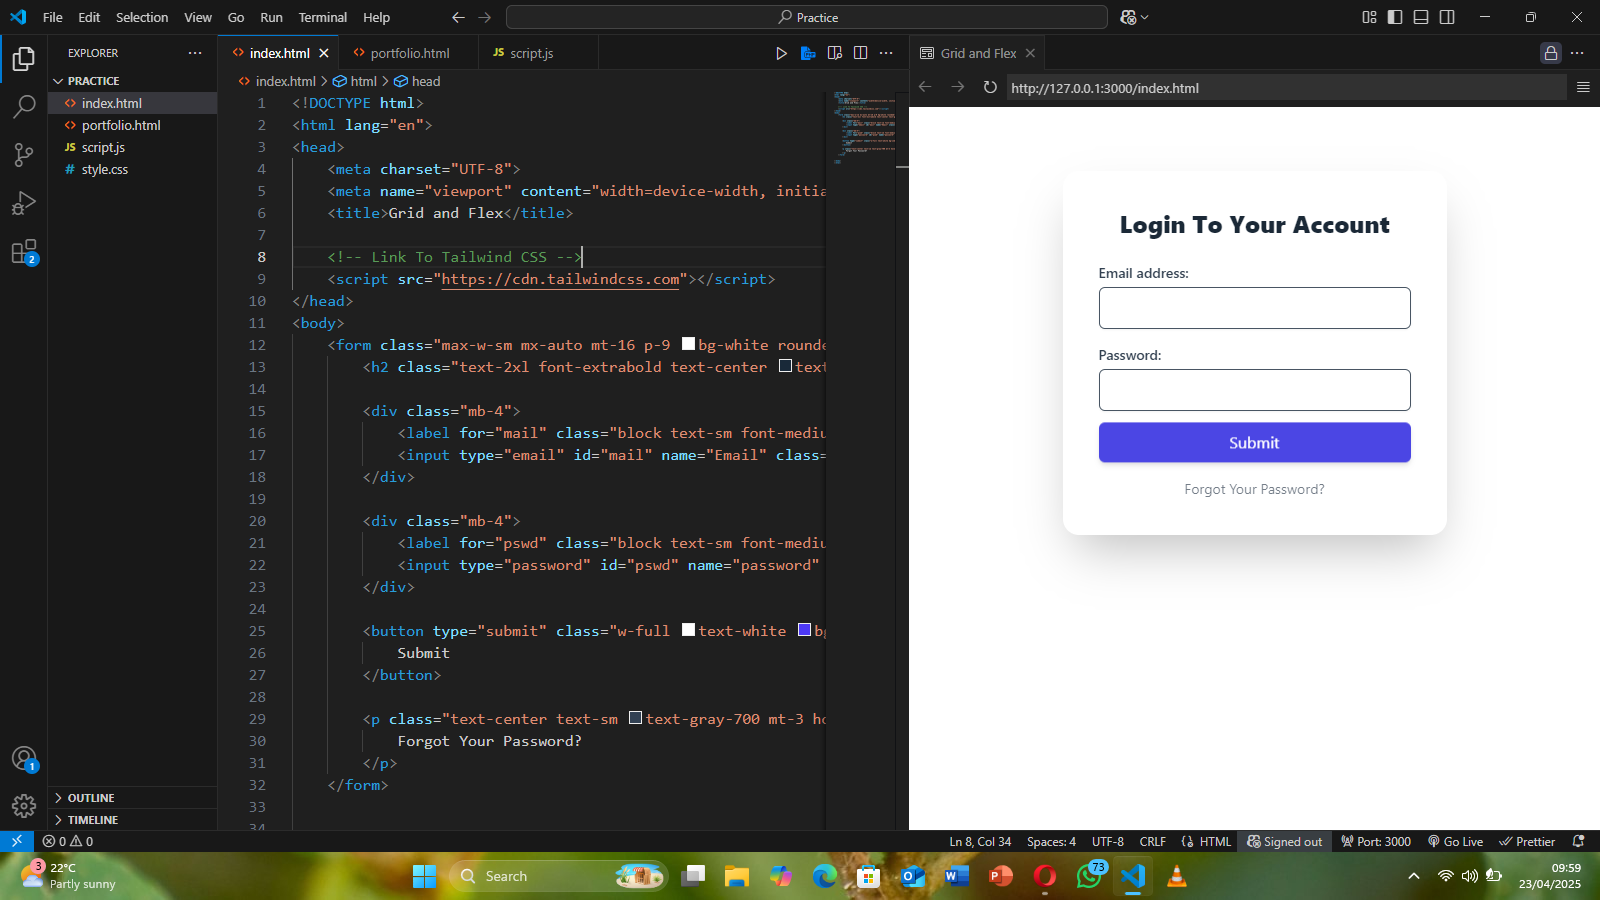 File Edit Selection View Go Run Terminal Help
Practice
EXPLORER
PRACTICE
index.html
portfolio.html
JS script.js
# style.css
OUTLINE
TIMELINE
2
1
index.html
portfolio.html
JS script.js
index.html > html > head
1 <!DOCTYPE html>
2 <html lang="en">
3 <head>
4 <meta charset="UTF-8">
5 <meta name="viewport" content="width=device-width, initia
6 <title>Grid and Flex</title>
7
8 <!-- Link To Tailwind CSS -->
9 <script src="https://cdn.tailwindcss.com"></script>
10 </head>
11 <body>
12 <form class="max-w-sm mx-auto mt-16 p-9 bg-white rounde
13 <h2 class="text-2xl font-extrabold text-center text
14
15 <div class="mb-4">
16 <label for="mail" class="block text-sm font-mediu
17 <input type="email" id="mail" name="Email" class=
18 </div>
19
20 <div class="mb-4">
21 <label for="pswd" class="block text-sm font-mediu
22 <input type="password" id="pswd" name="password"
23 </div>
24
25 <button type="submit" class="w-full text-white bg
26 Submit
27 </button>
28
29 <p class="text-center text-sm text-gray-700 mt-3 ho
30 Forgot Your Password?
31 </p>
32 </form>
33
34
Grid and Flex
http://127.0.0.1:3000/index.html
Login To Your Account
Email address:
Password:
Submit
Forgot Your Password?
0 0
Ln 8, Col 34 Spaces: 4 UTF-8 CRLF {} HTML Signed out Port: 3000 Go Live Prettier
3
22°C
Partly sunny
Search
73
09:59
23/04/2025